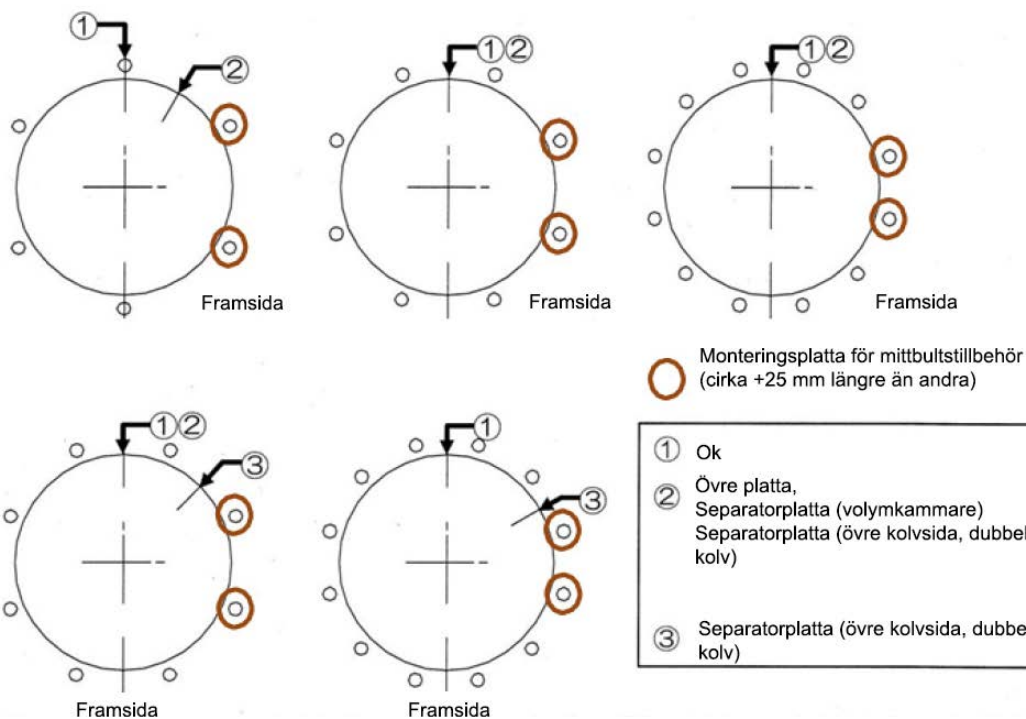 ①
②
Framsida
①②
Framsida
①②
Framsida
Monteringsplatta för mittbultstillbehör
(cirka +25 mm längre än andra)
①②
③
Framsida
①
③
Framsida
① Ok
② Övre platta,
Separatorplatta (volymkammare)
Separatorplatta (övre kolvsida, dubbel
kolv)
③ Separatorplatta (övre kolvsida, dubbel
kolv)